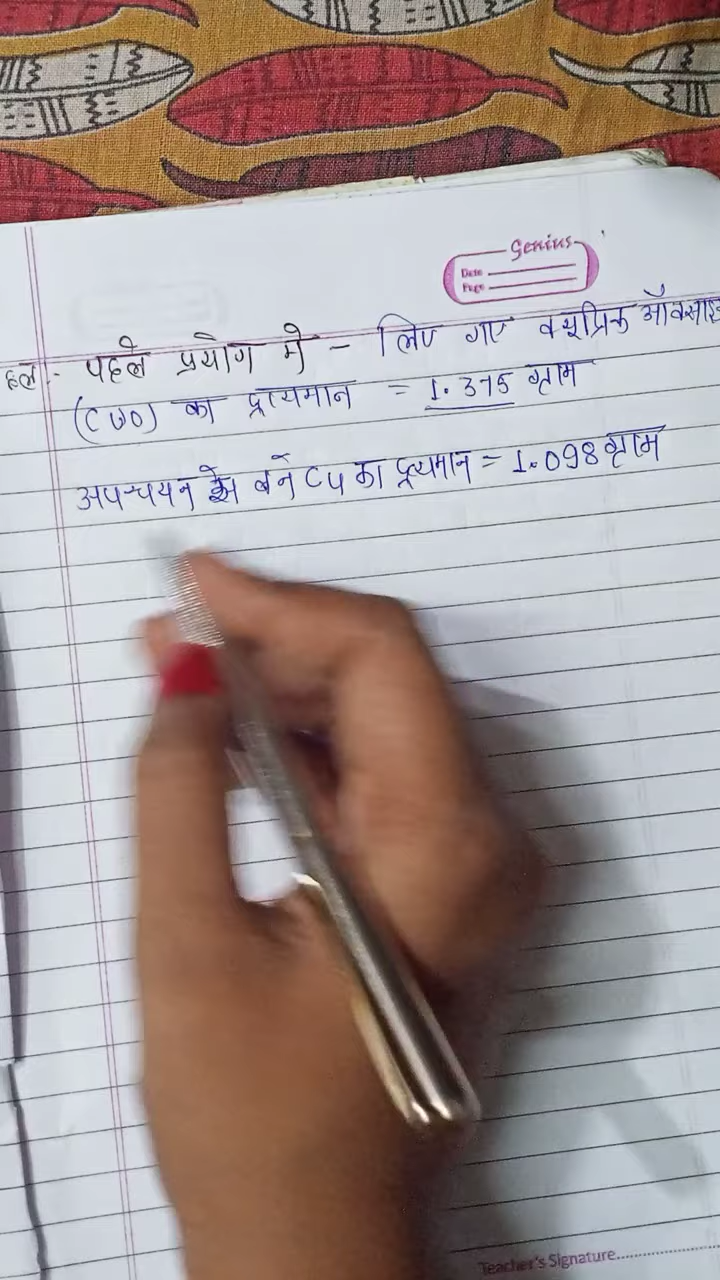 Genius
Date
Page
हल:- पहले प्रयोग में - लिए गए क्यूप्रिक ऑक्साइड
(CuO) का द्रव्यमान = 1.375 ग्राम
अपचयन से बने Cu का द्रव्यमान = 1.098 ग्राम
Teacher's Signature